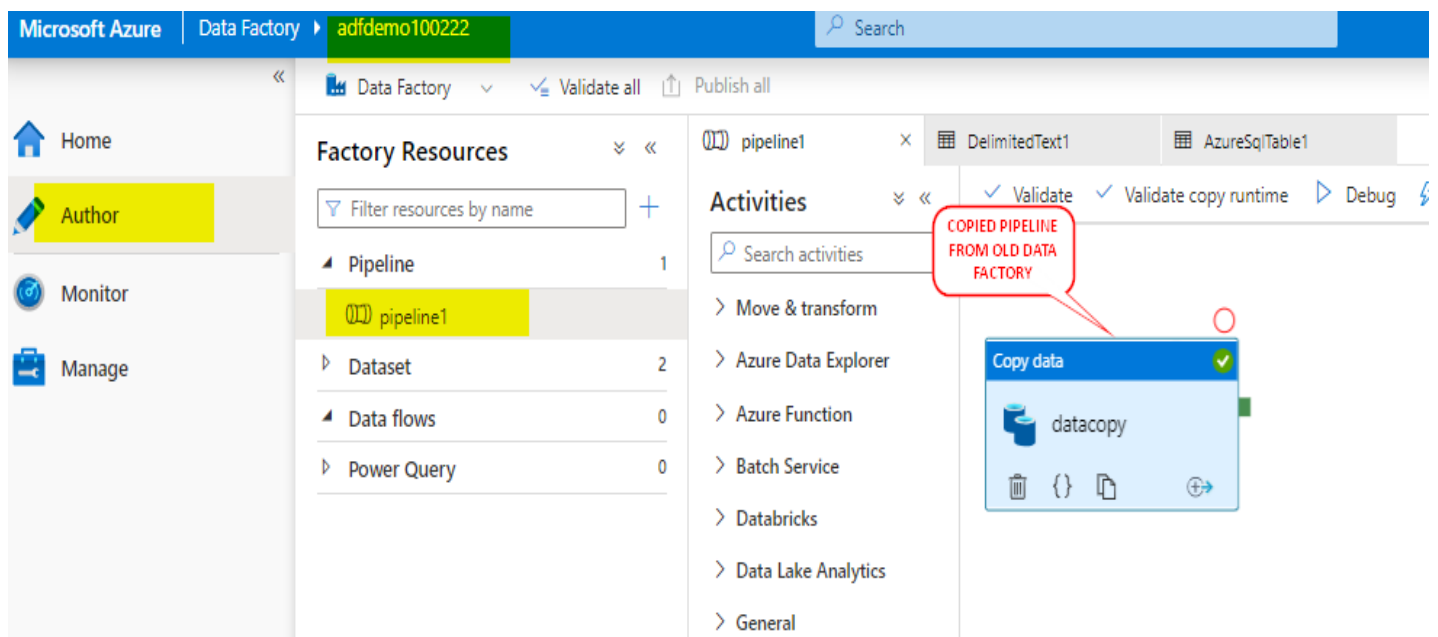 Microsoft Azure Data Factory adfdemo100222 Search
Data Factory Validate all Publish all
Home
Author
Monitor
Manage
Factory Resources
Filter resources by name
Pipeline 1
pipeline1
Dataset 2
Data flows 0
Power Query 0
pipeline1 DelimitedText1 AzureSqlTable1
Activities
Search activities
Move & transform
Azure Data Explorer
Azure Function
Batch Service
Databricks
Data Lake Analytics
General
Validate Validate copy runtime Debug
COPIED PIPELINE
FROM OLD DATA
FACTORY
Copy data
datacopy